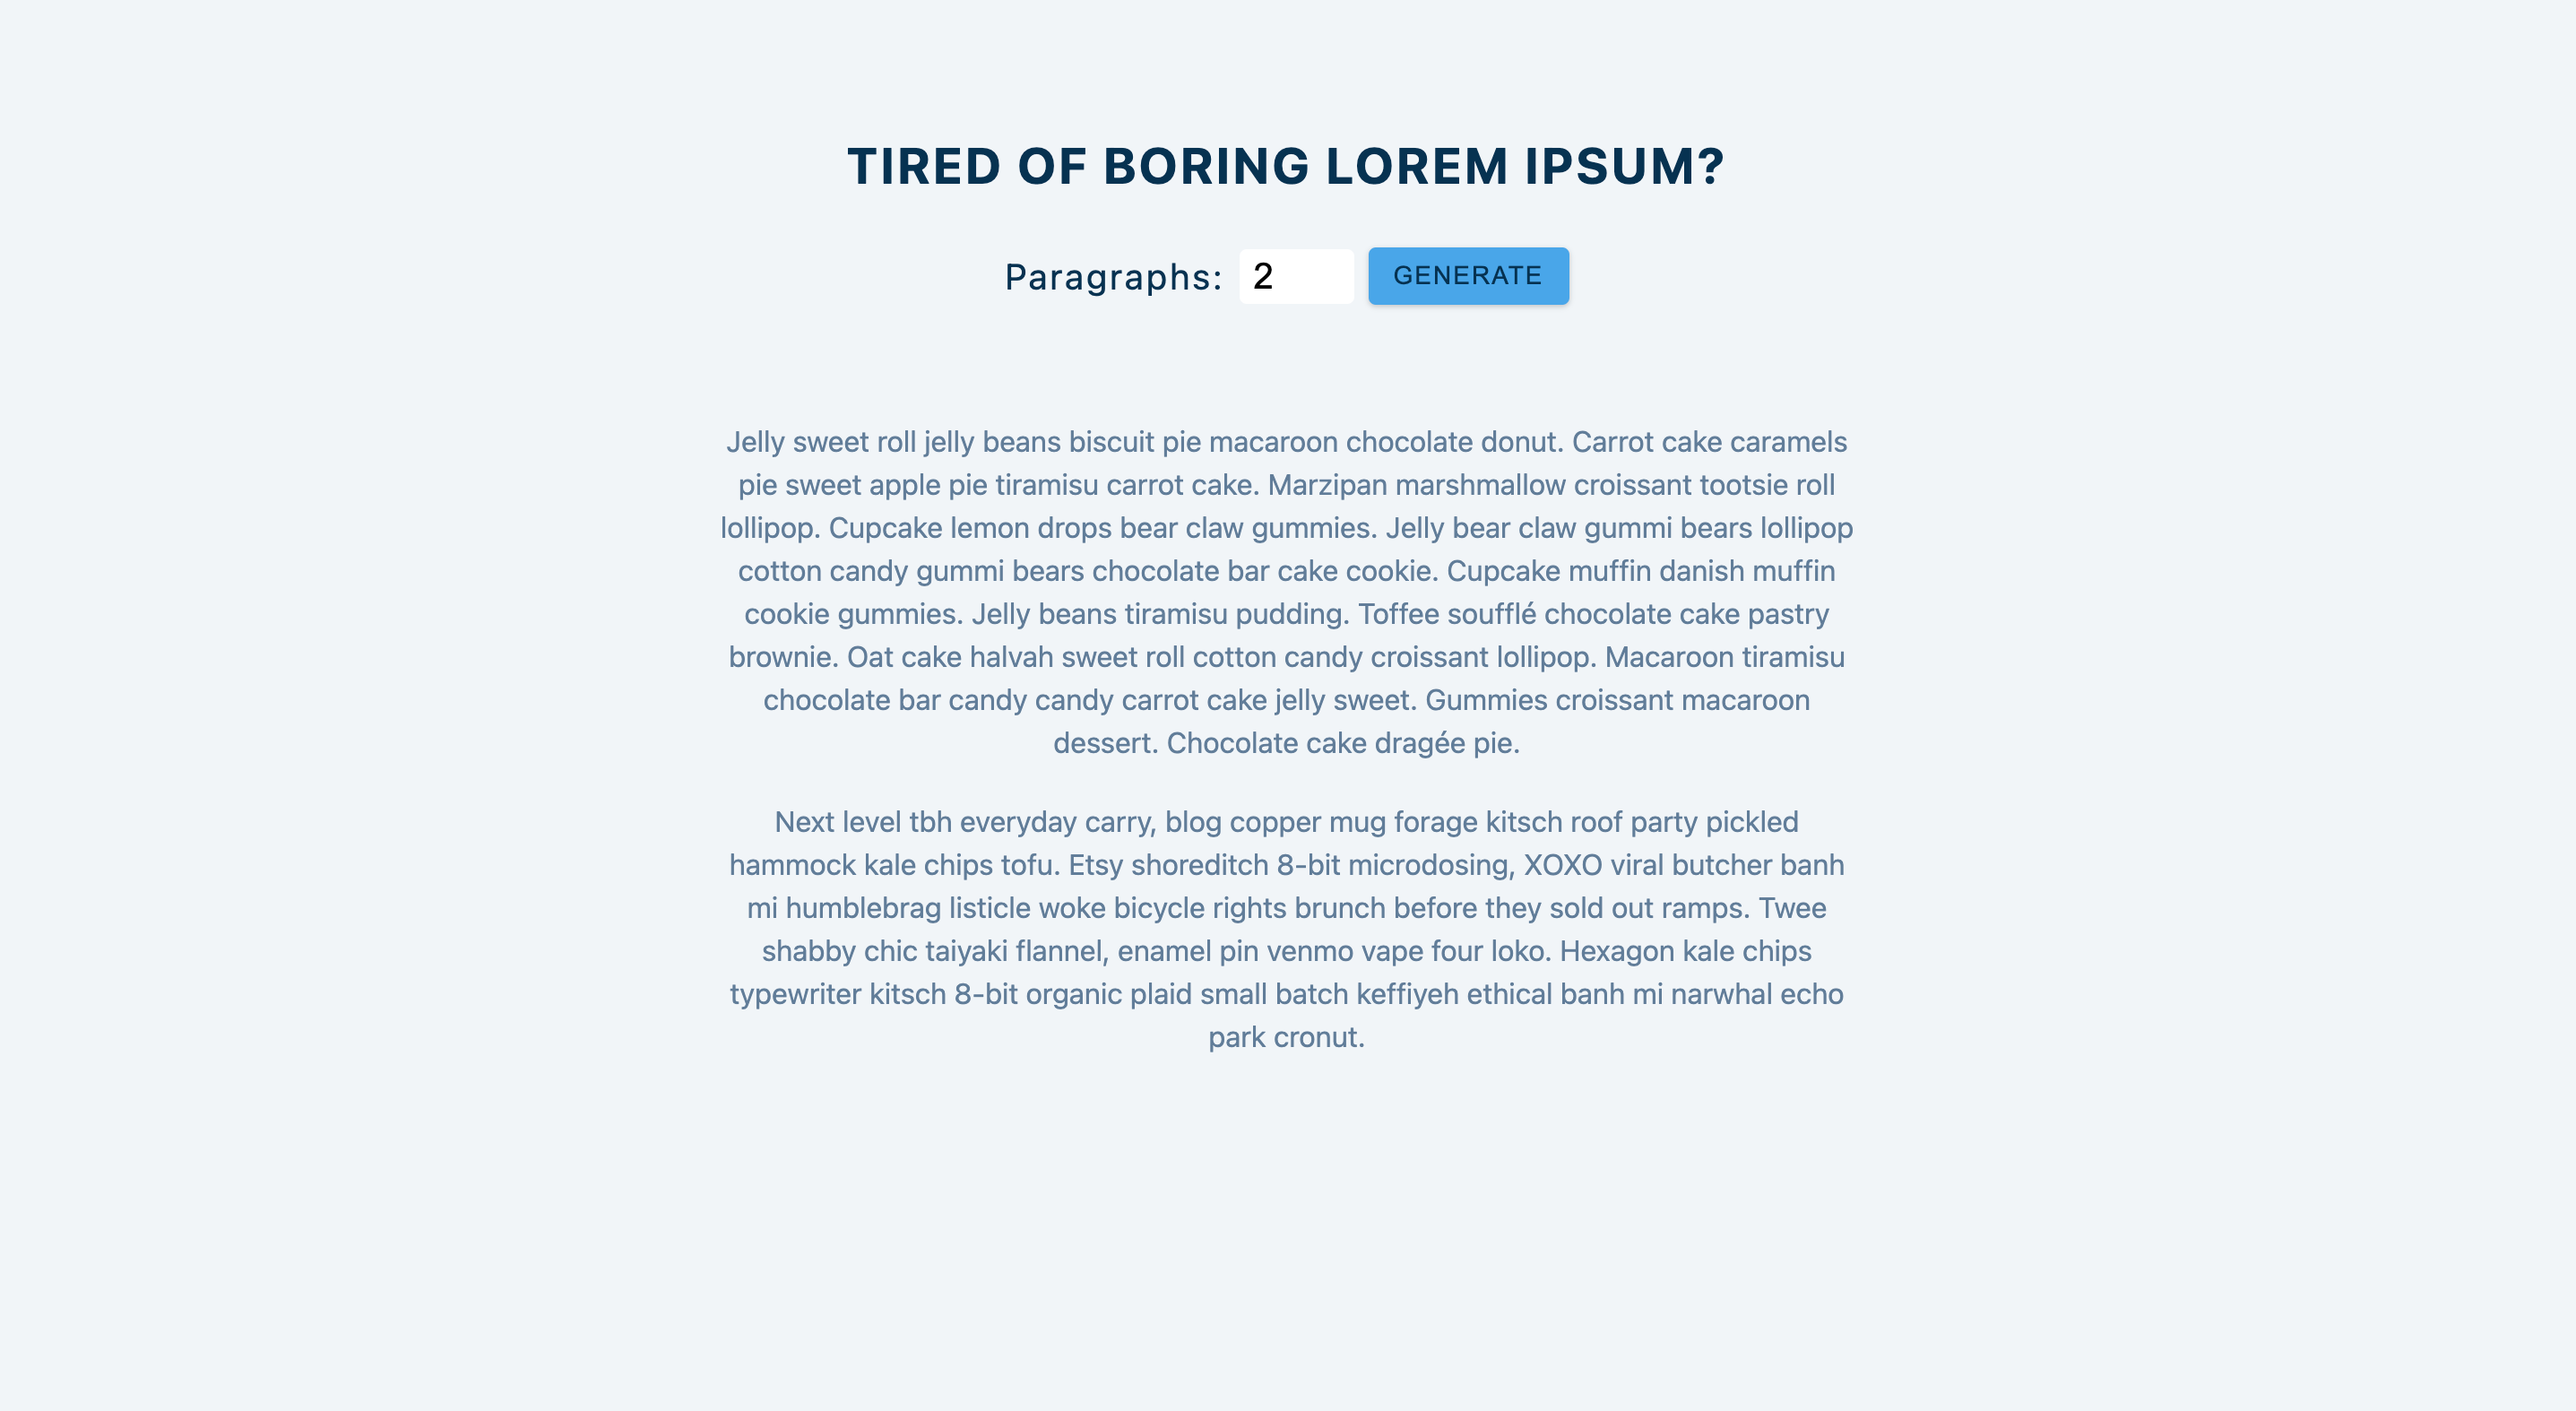 TIRED OF BORING LOREM IPSUM?
Paragraphs: 2 GENERATE
Jelly sweet roll jelly beans biscuit pie macaroon chocolate donut. Carrot cake caramels
pie sweet apple pie tiramisu carrot cake. Marzipan marshmallow croissant tootsie roll
lollipop. Cupcake lemon drops bear claw gummies. Jelly bear claw gummi bears lollipop
cotton candy gummi bears chocolate bar cake cookie. Cupcake muffin danish muffin
cookie gummies. Jelly beans tiramisu pudding. Toffee soufflé chocolate cake pastry
brownie. Oat cake halvah sweet roll cotton candy croissant lollipop. Macaroon tiramisu
chocolate bar candy candy carrot cake jelly sweet. Gummies croissant macaroon
dessert. Chocolate cake dragée pie.
Next level tbh everyday carry, blog copper mug forage kitsch roof party pickled
hammock kale chips tofu. Etsy shoreditch 8-bit microdosing, XOXO viral butcher banh
mi humblebrag listicle woke bicycle rights brunch before they sold out ramps. Twee
shabby chic taiyaki flannel, enamel pin venmo vape four loko. Hexagon kale chips
typewriter kitsch 8-bit organic plaid small batch keffiyeh ethical banh mi narwhal echo
park cronut.